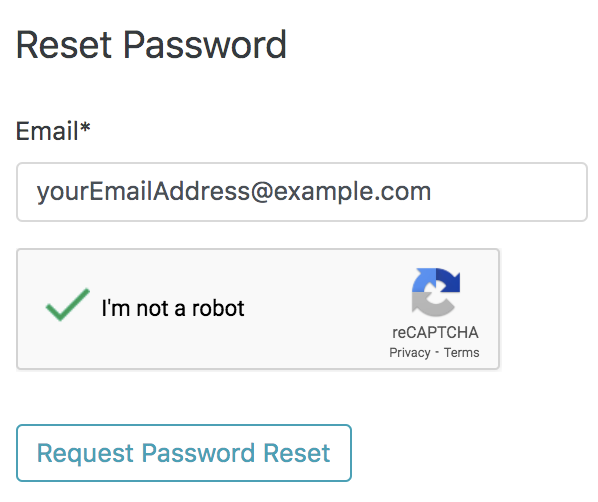 Reset Password
Email*
yourEmailAddress@example.com
I'm not a robot
reCAPTCHA
Privacy - Terms
Request Password Reset